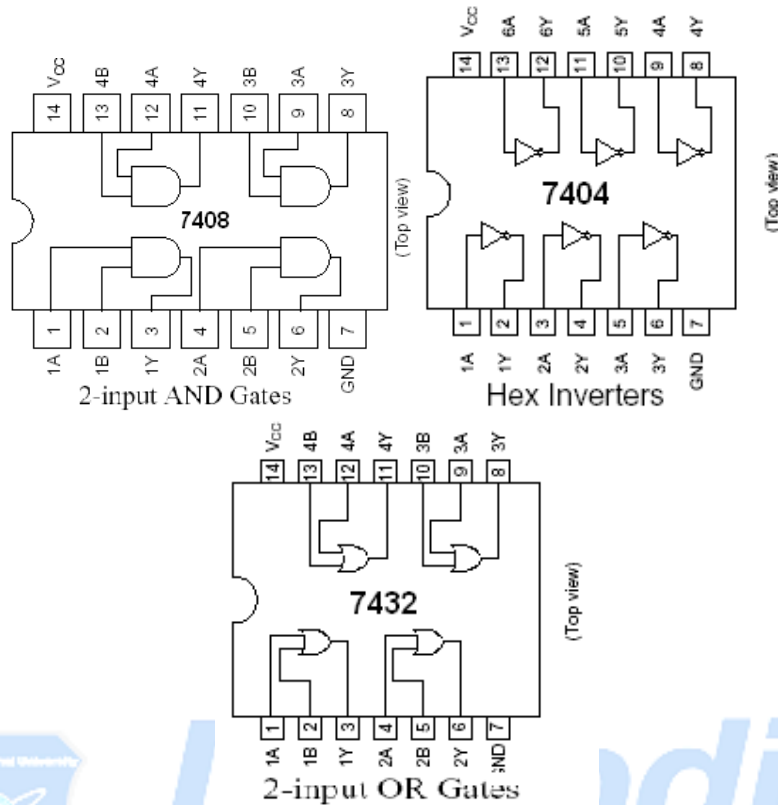 Vcc 4B 4A 4Y 3B 3A 3Y
14 13 12 11 10 9 8
7408
(Top view)
1 2 3 4 5 6 7
1A 1B 1Y 2A 2B 2Y GND
2-input AND Gates
Vcc 6A 6Y 5A 5Y 4A 4Y
14 13 12 11 10 9 8
7404
(Top view)
1 2 3 4 5 6 7
1A 1Y 2A 2Y 3A 3Y GND
Hex Inverters
Vcc 4B 4A 4Y 3B 3A 3Y
14 13 12 11 10 9 8
7432
(Top view)
1 2 3 4 5 6 7
1A 1B 1Y 2A 2B 2Y GND
2-input OR Gates
University